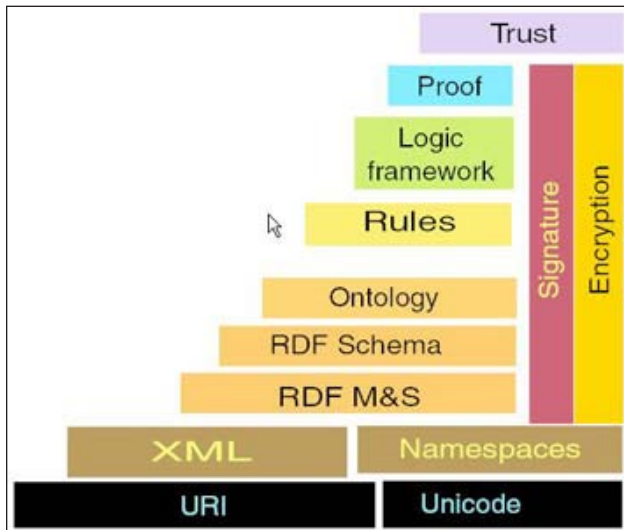 Trust
Proof
Logic
framework
Rules
Ontology
RDF Schema
RDF M&S
Signature
Encryption
XML
Namespaces
URI
Unicode